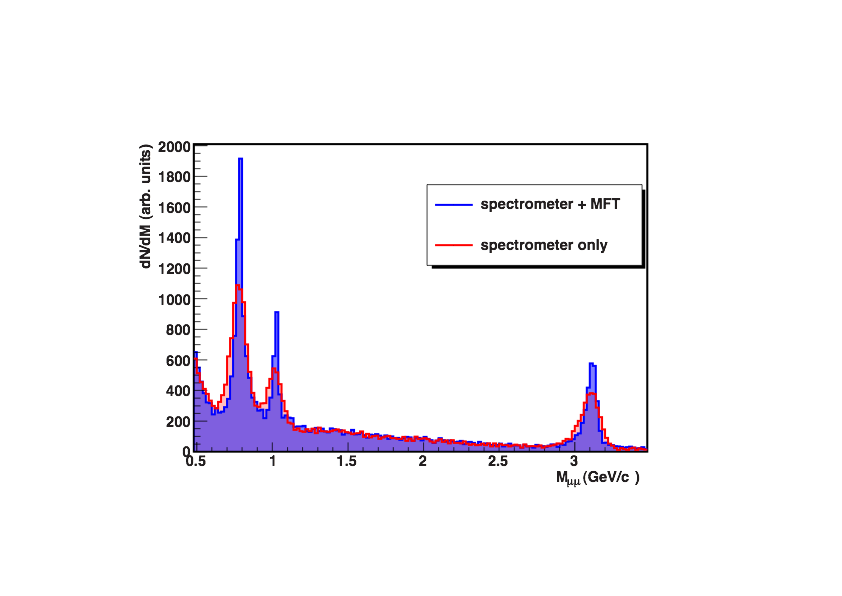 dN/dM (arb. units)
2000
1800
1600
1400
1200
1000
800
600
400
200
0
spectrometer + MFT
spectrometer only
0.5 1 1.5 2 2.5 3
Mμμ (GeV/c )